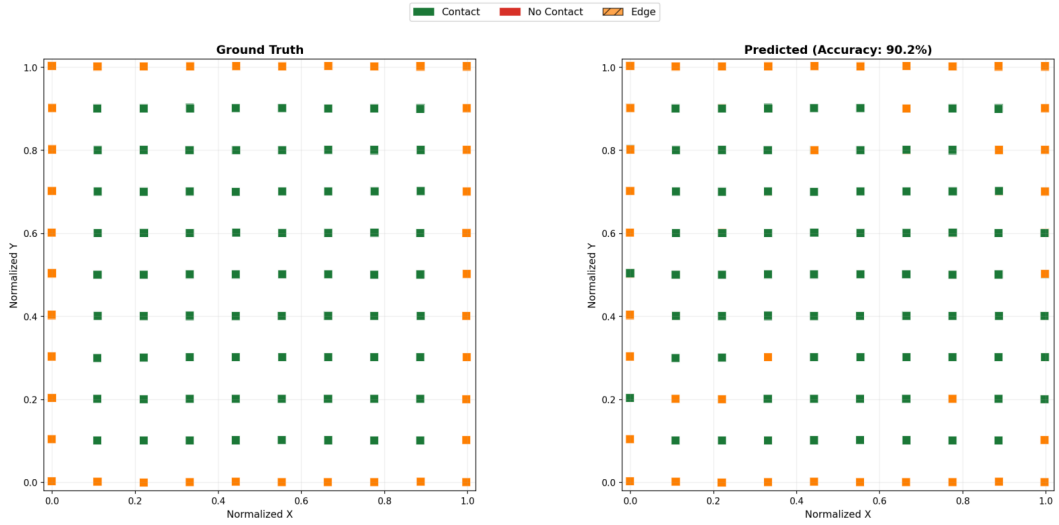 Contact No Contact Edge
Ground Truth
Predicted (Accuracy: 90.2%)
1.0
0.8
0.6
0.4
0.2
0.0
Normalized Y
0.0 0.2 0.4 0.6 0.8 1.0
Normalized X
1.0
0.8
0.6
0.4
0.2
0.0
Normalized Y
0.0 0.2 0.4 0.6 0.8 1.0
Normalized X